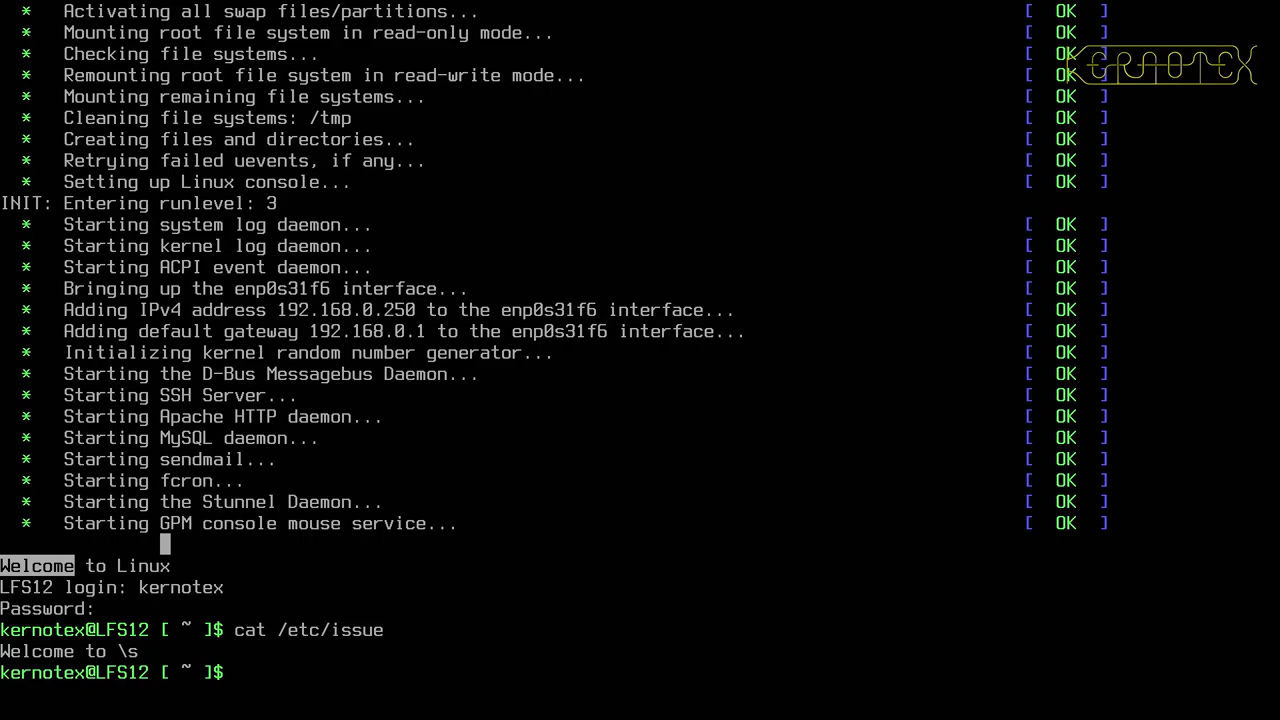 * Activating all swap files/partitions... [ OK ]
* Mounting root file system in read-only mode... [ OK ]
* Checking file systems... [ OK ]
* Remounting root file system in read-write mode... [ OK ]
KERNOTEX
* Mounting remaining file systems... [ OK ]
* Cleaning file systems: /tmp [ OK ]
* Creating files and directories... [ OK ]
* Retrying failed uevents, if any... [ OK ]
* Setting up Linux console... [ OK ]
INIT: Entering runlevel: 3
* Starting system log daemon... [ OK ]
* Starting kernel log daemon... [ OK ]
* Starting ACPI event daemon... [ OK ]
* Bringing up the enp0s31f6 interface... [ OK ]
* Adding IPv4 address 192.168.0.250 to the enp0s31f6 interface... [ OK ]
* Adding default gateway 192.168.0.1 to the enp0s31f6 interface... [ OK ]
* Initializing kernel random number generator... [ OK ]
* Starting the D-Bus Messagebus Daemon... [ OK ]
* Starting SSH Server... [ OK ]
* Starting Apache HTTP daemon... [ OK ]
* Starting MySQL daemon... [ OK ]
* Starting sendmail... [ OK ]
* Starting fcron... [ OK ]
* Starting the Stunnel Daemon... [ OK ]
* Starting GPM console mouse service... [ OK ]
Welcome to Linux
LFS12 login: kernotex
Password:
kernotex@LFS12 [ ~ ]$ cat /etc/issue
Welcome to \s
kernotex@LFS12 [ ~ ]$